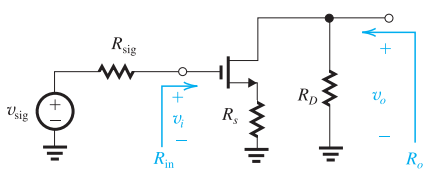 R_sig
v_sig
+
−
+
v_i
−
R_in
R_s
R_D
+
v_o
−
R_o